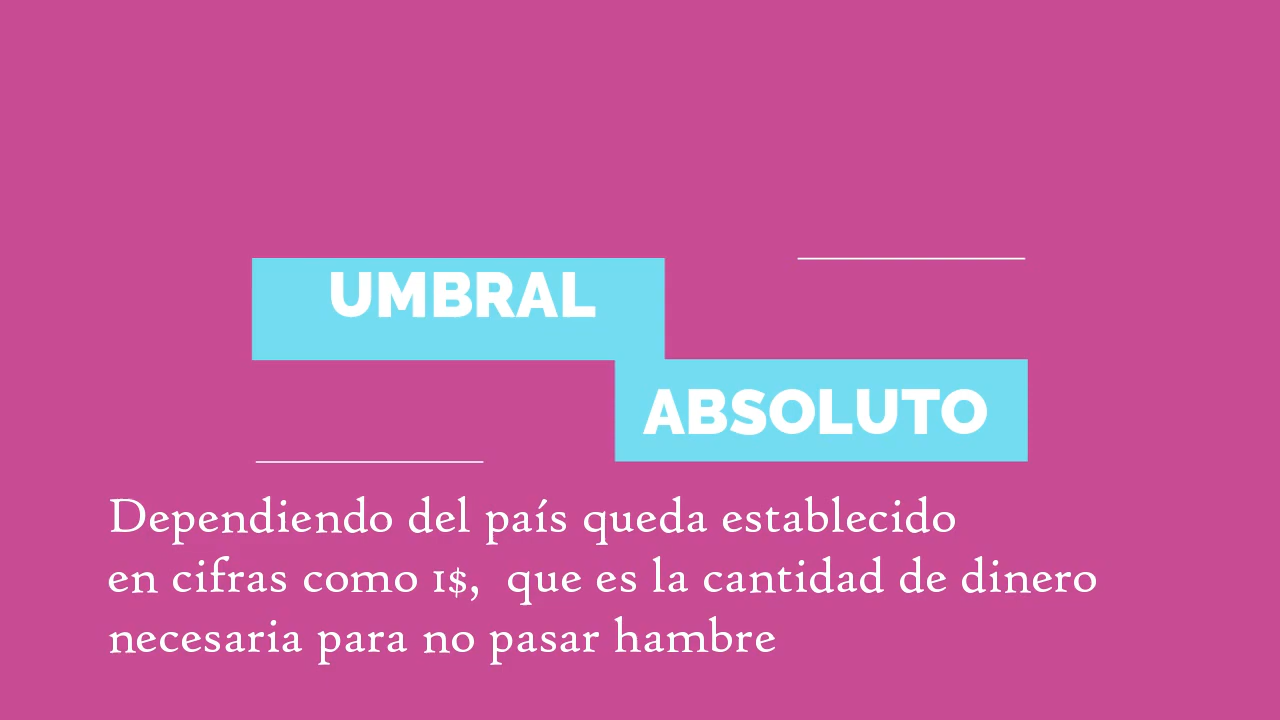 UMBRAL
ABSOLUTO
Dependiendo del país queda establecido
en cifras como 1$, que es la cantidad de dinero
necesaria para no pasar hambre